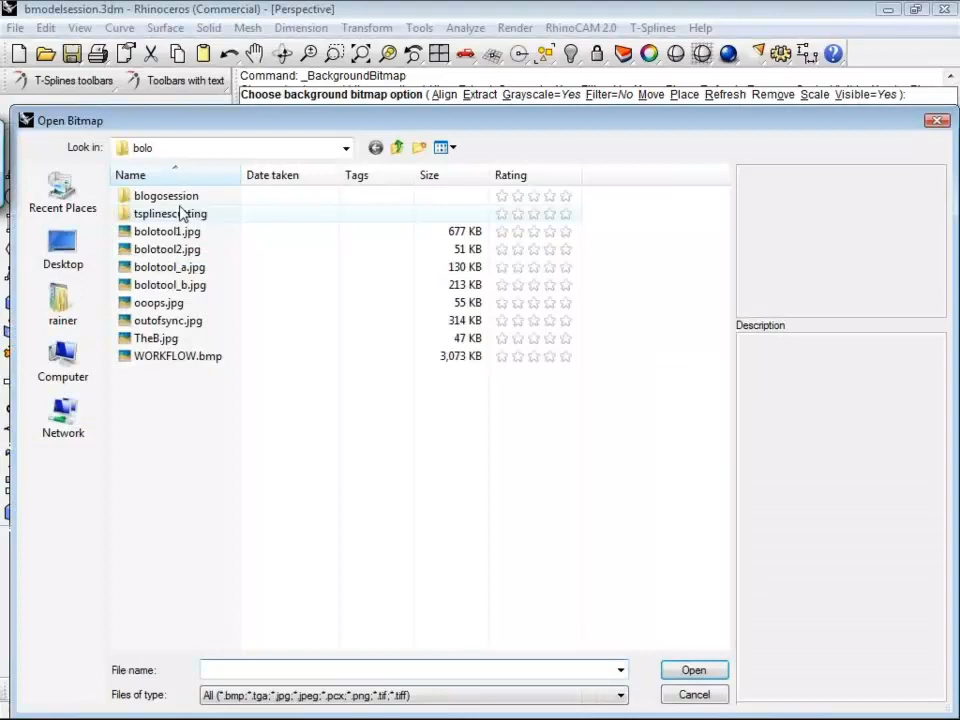 bmodelsession.3dm - Rhinoceros (Commercial) - [Perspective]
File Edit View Curve Surface Solid Mesh Dimension Transform Tools Analyze Render RhinoCAM 2.0 T-Splines Help
T-Splines toolbars Toolbars with text
Command: _BackgroundBitmap
Choose background bitmap option ( Align Extract Grayscale=Yes Filter=No Move Place Refresh Remove Scale Visible=Yes ):
Open Bitmap
Look in: bolo
Name Date taken Tags Size Rating
Recent Places
Desktop
rainer
Computer
Network
blogosession
bolotool1.jpg 677 KB
bolotool2.jpg 51 KB
bolotool_a.jpg 130 KB
bolotool_b.jpg 213 KB
ooops.jpg 55 KB
outofsync.jpg 314 KB
TheB.jpg 47 KB
WORKFLOW.bmp 3,073 KB
Description
File name:
Open
Files of type: All (*.bmp;*.tga;*.jpg;*.jpeg;*.pcx;*.png;*.tif;*.tiff)
Cancel